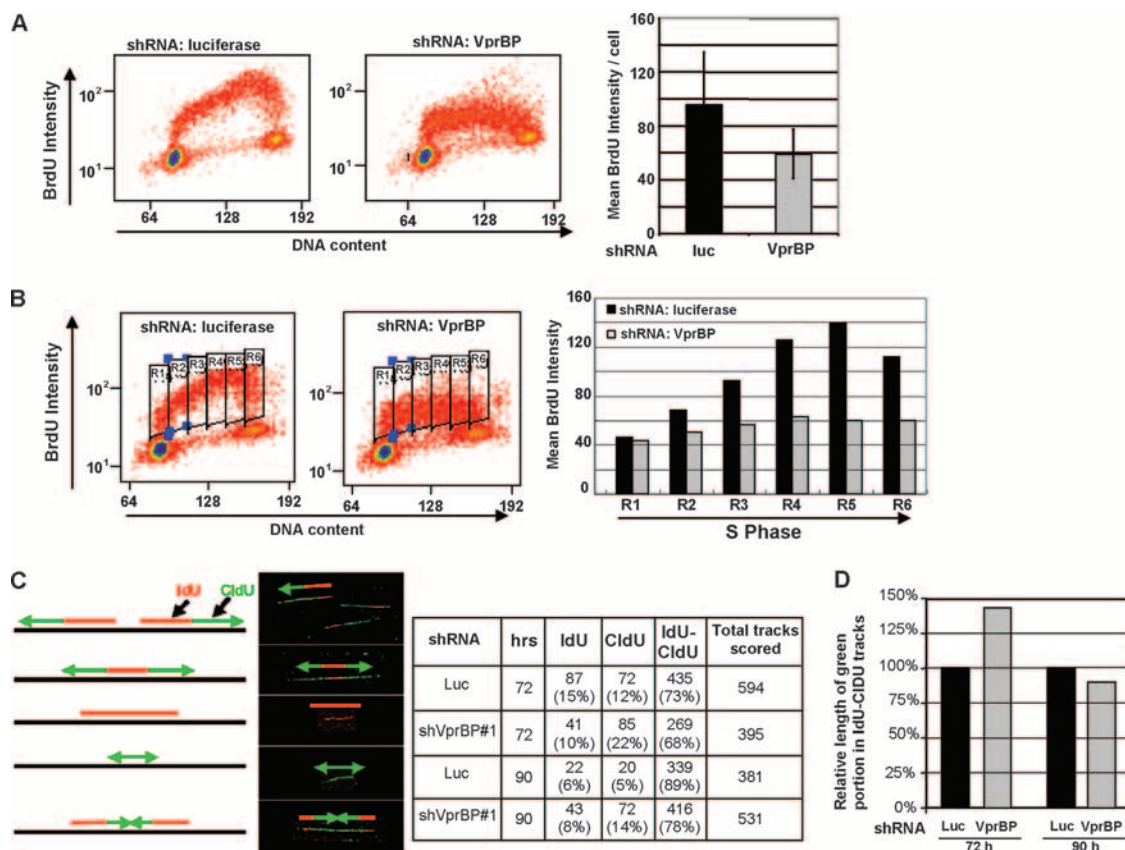 A
shRNA: luciferase
shRNA: VprBP
BrdU Intensity
10²
10¹
10²
10¹
64 128 192
64 128 192
DNA content
Mean BrdU Intensity / cell
160
120
80
40
0
shRNA luc VprBP
B
shRNA: luciferase
shRNA: VprBP
BrdU Intensity
R1 R2 R3 R4 R5 R6
R1 R2 R3 R4 R5 R6
10²
10¹
10²
10¹
64 128 192
64 128 192
DNA content
Mean BrdU Intensity
160
120
80
40
0
shRNA: luciferase
shRNA: VprBP
R1 R2 R3 R4 R5 R6
S Phase
C
IdU CldU
shRNA hrs IdU CldU IdU-CldU Total tracks scored
Luc 72 87 (15%) 72 (12%) 435 (73%) 594
shVprBP#1 72 41 (10%) 85 (22%) 269 (68%) 395
Luc 90 22 (6%) 20 (5%) 339 (89%) 381
shVprBP#1 90 43 (8%) 72 (14%) 416 (78%) 531
D
Relative length of green
portion in IdU-CIDU tracks
150%
125%
100%
75%
50%
25%
0%
shRNA Luc VprBP Luc VprBP
72 h 90 h